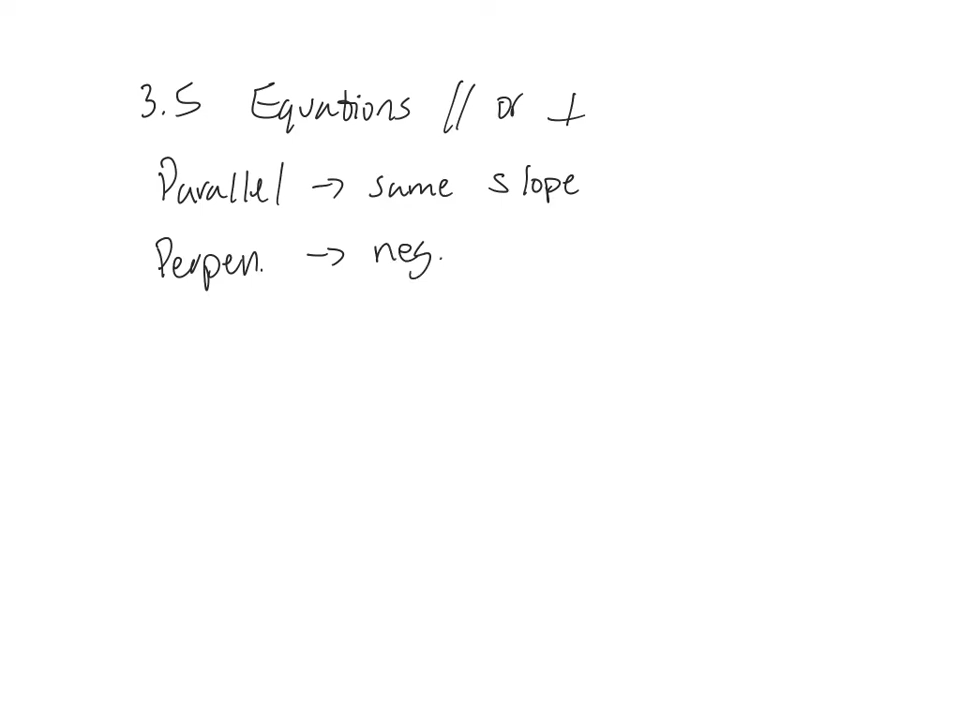 3.5 Equations // or ⊥
Parallel → same slope
Perpen. → neg.